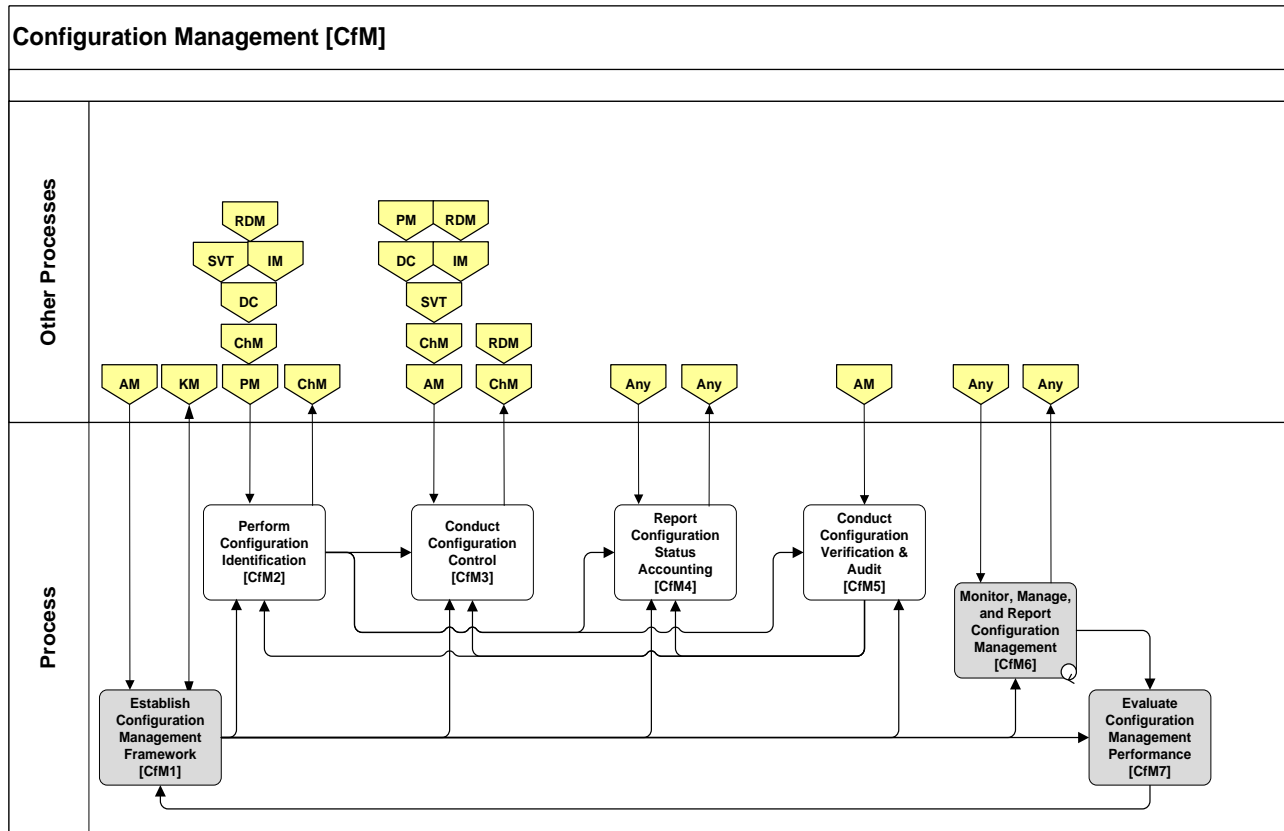 Configuration Management [CfM]
Other Processes
RDM
PM
RDM
SVT
IM
DC
IM
DC
SVT
ChM
ChM
RDM
AM
KM
PM
ChM
AM
ChM
Any
Any
AM
Any
Any
Process
Perform
Configuration
Identification
[CfM2]
Conduct
Configuration
Control
[CfM3]
Report
Configuration
Status
Accounting
[CfM4]
Conduct
Configuration
Verification &
Audit
[CfM5]
Monitor, Manage,
and Report
Configuration
Management
[CfM6]
Establish
Configuration
Management
Framework
[CfM1]
Evaluate
Configuration
Management
Performance
[CfM7]